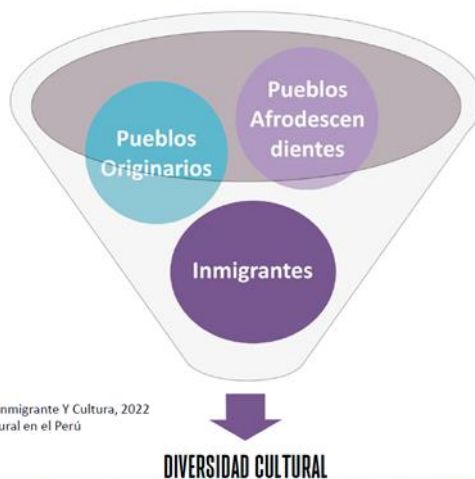 Pueblos
Afrodescen
dientes
Pueblos
Originarios
Inmigrantes
nmigrante Y Cultura, 2022
ural en el Perú
DIVERSIDAD CULTURAL